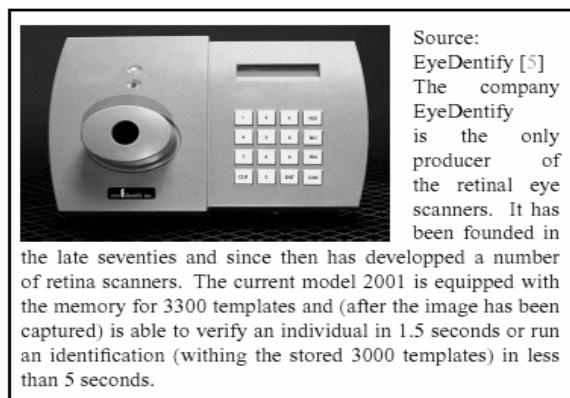 Source:
EyeDentify [5]
The company
EyeDentify
is the only
producer of
the retinal eye
scanners. It has
been founded in
the late seventies and since then has developped a number
of retina scanners. The current model 2001 is equipped with
the memory for 3300 templates and (after the image has been
captured) is able to verify an individual in 1.5 seconds or run
an identification (withing the stored 3000 templates) in less
than 5 seconds.